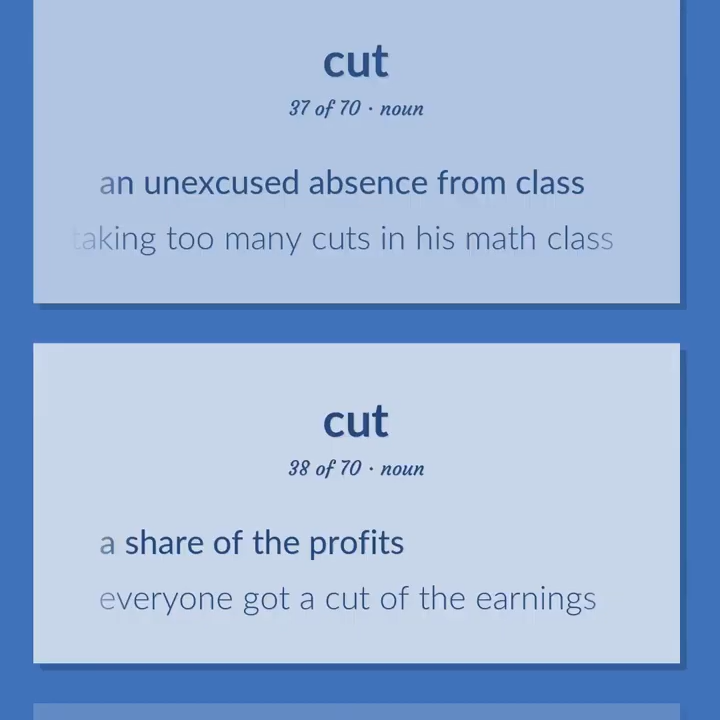 cut
37 of 70 · noun
an unexcused absence from class
taking too many cuts in his math class
cut
38 of 70 · noun
a share of the profits
everyone got a cut of the earnings